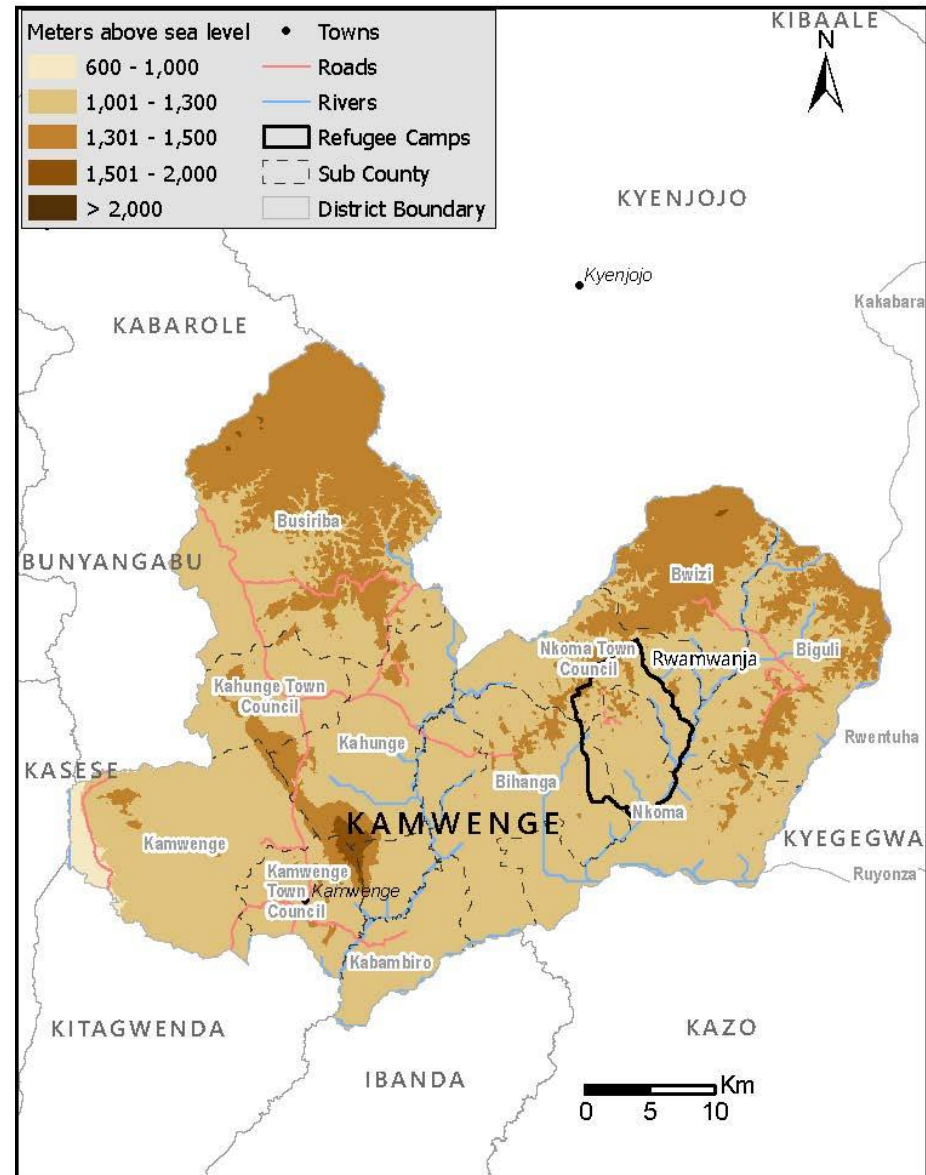 Meters above sea level
600 - 1,000
1,001 - 1,300
1,301 - 1,500
1,501 - 2,000
> 2,000
Towns
Roads
Rivers
Refugee Camps
Sub County
District Boundary
KIBAALE
N
KYENJOJO
Kyenjojo
Kakabara
KABAROLE
Busiriba
BUNYANGABU
Bwizi
Nkoma Town
Council
Rwamwanja
Biguli
Kahunge Town
Council
Kahunge
Rwentuha
KASESE
Bihanga
Nkoma
KAMWENGE
Kamwenge
KYEGEGWA
Kamwenge
Town
Council
Kamwenge
Ruyonza
Kabambiro
KITAGWENDA
KAZO
IBANDA
Km
0 5 10